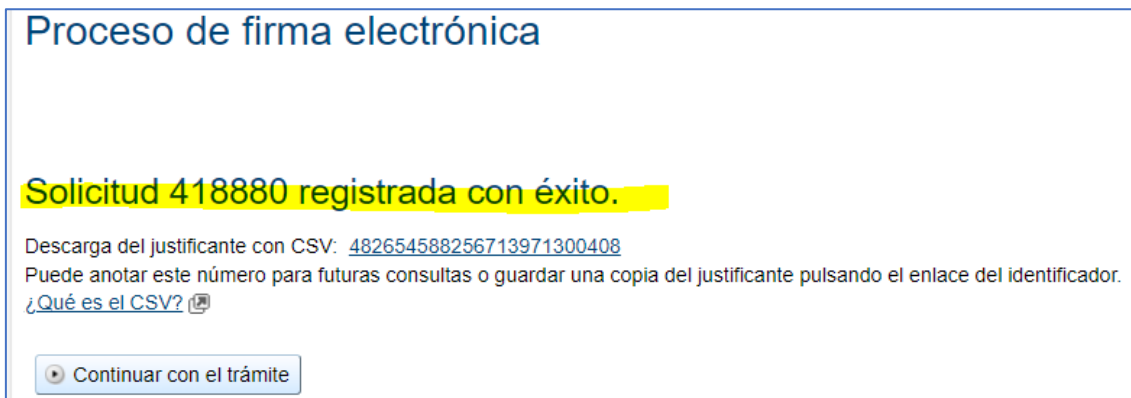 Proceso de firma electrónica
Solicitud 418880 registrada con éxito.
Descarga del justificante con CSV: 482654588256713971300408
Puede anotar este número para futuras consultas o guardar una copia del justificante pulsando el enlace del identificador.
¿Qué es el CSV?
Continuar con el trámite